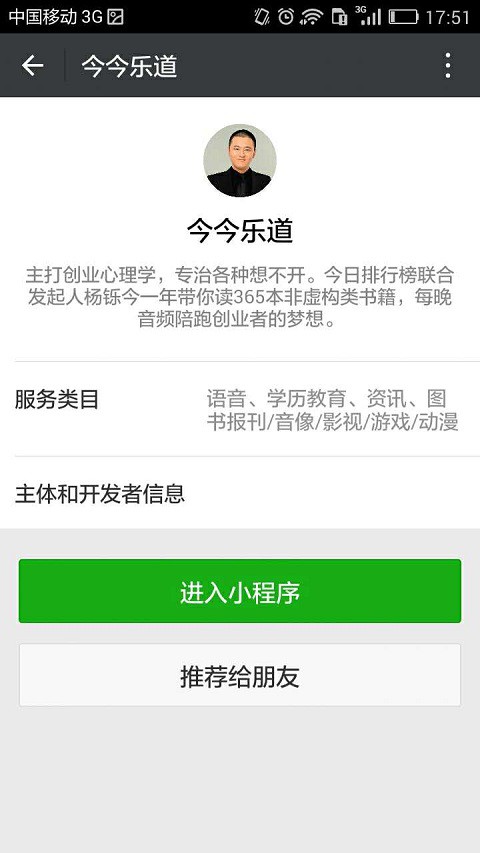 中国移动 3G
3G
17:51
今今乐道
今今乐道
主打创业心理学，专治各种想不开。今日排行榜联合
发起人杨铄今一年带你读365本非虚构类书籍，每晚
音频陪跑创业者的梦想。
服务类目
语音、学历教育、资讯、图
书报刊/音像/影视/游戏/动漫
主体和开发者信息
进入小程序
推荐给朋友